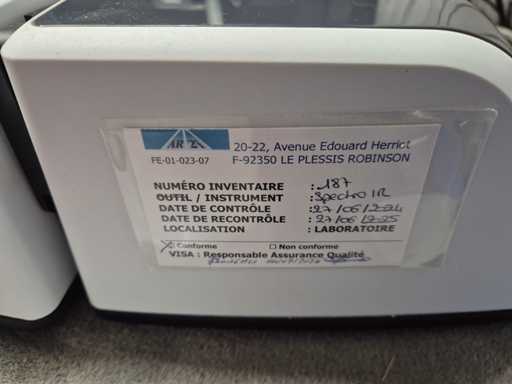 20-22, Avenue Edouard Herriot
FE-01-023-07 F-92350 LE PLESSIS ROBINSON
NUMÉRO INVENTAIRE : 187
OUTIL / INSTRUMENT : Spectro IR
DATE DE CONTRÔLE : 27/06/2024
DATE DE RECONTRÔLE : 27/06/2025
LOCALISATION : LABORATOIRE
Conforme Non conforme
VISA : Responsable Assurance Qualité